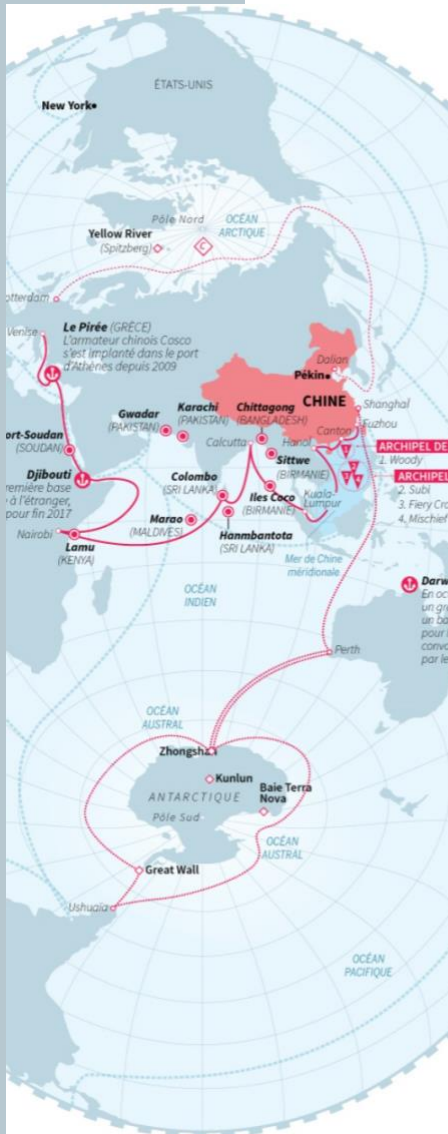 ÉTATS-UNIS
New York
Pôle Nord
OCÉAN
ARCTIQUE
Yellow River
(Spitzberg)
C
otterdam
Venise
Le Pirée (GRÈCE)
L'armateur chinois Cosco
s'est implanté dans le port
d'Athènes depuis 2009
Dalian
Pékin
CHINE
Shanghai
Fuzhou
Canton
Hanoï
Gwadar
(PAKISTAN)
Karachi
(PAKISTAN)
Chittagong
(BANGLADESH)
Calcutta
Sittwe
(BIRMANIE)
ARCHIPEL DE
1. Woody
ARCHIPEL
2. Subi
3. Fiery Cro
4. Mischief
1
2
3
4
ort-Soudan
(SOUDAN)
Djibouti
remière base
à l'étranger,
pour fin 2017
Nairobi
Lamu
(KENYA)
Colombo
(SRI LANKA)
Iles Coco
(BIRMANIE)
Kuala-
Lumpur
Marao
(MALDIVES)
Hanmbantota
(SRI LANKA)
Mer de Chine
méridionale
OCÉAN
INDIEN
Darw
En oc
un gr
un ba
pour
convo
par le
Perth
OCÉAN
AUSTRAL
Zhongshan
Kunlun
ANTARCTIQUE
Baie Terra
Nova
Pôle Sud
OCÉAN
AUSTRAL
Great Wall
Ushuaia
OCÉAN
PACIFIQUE